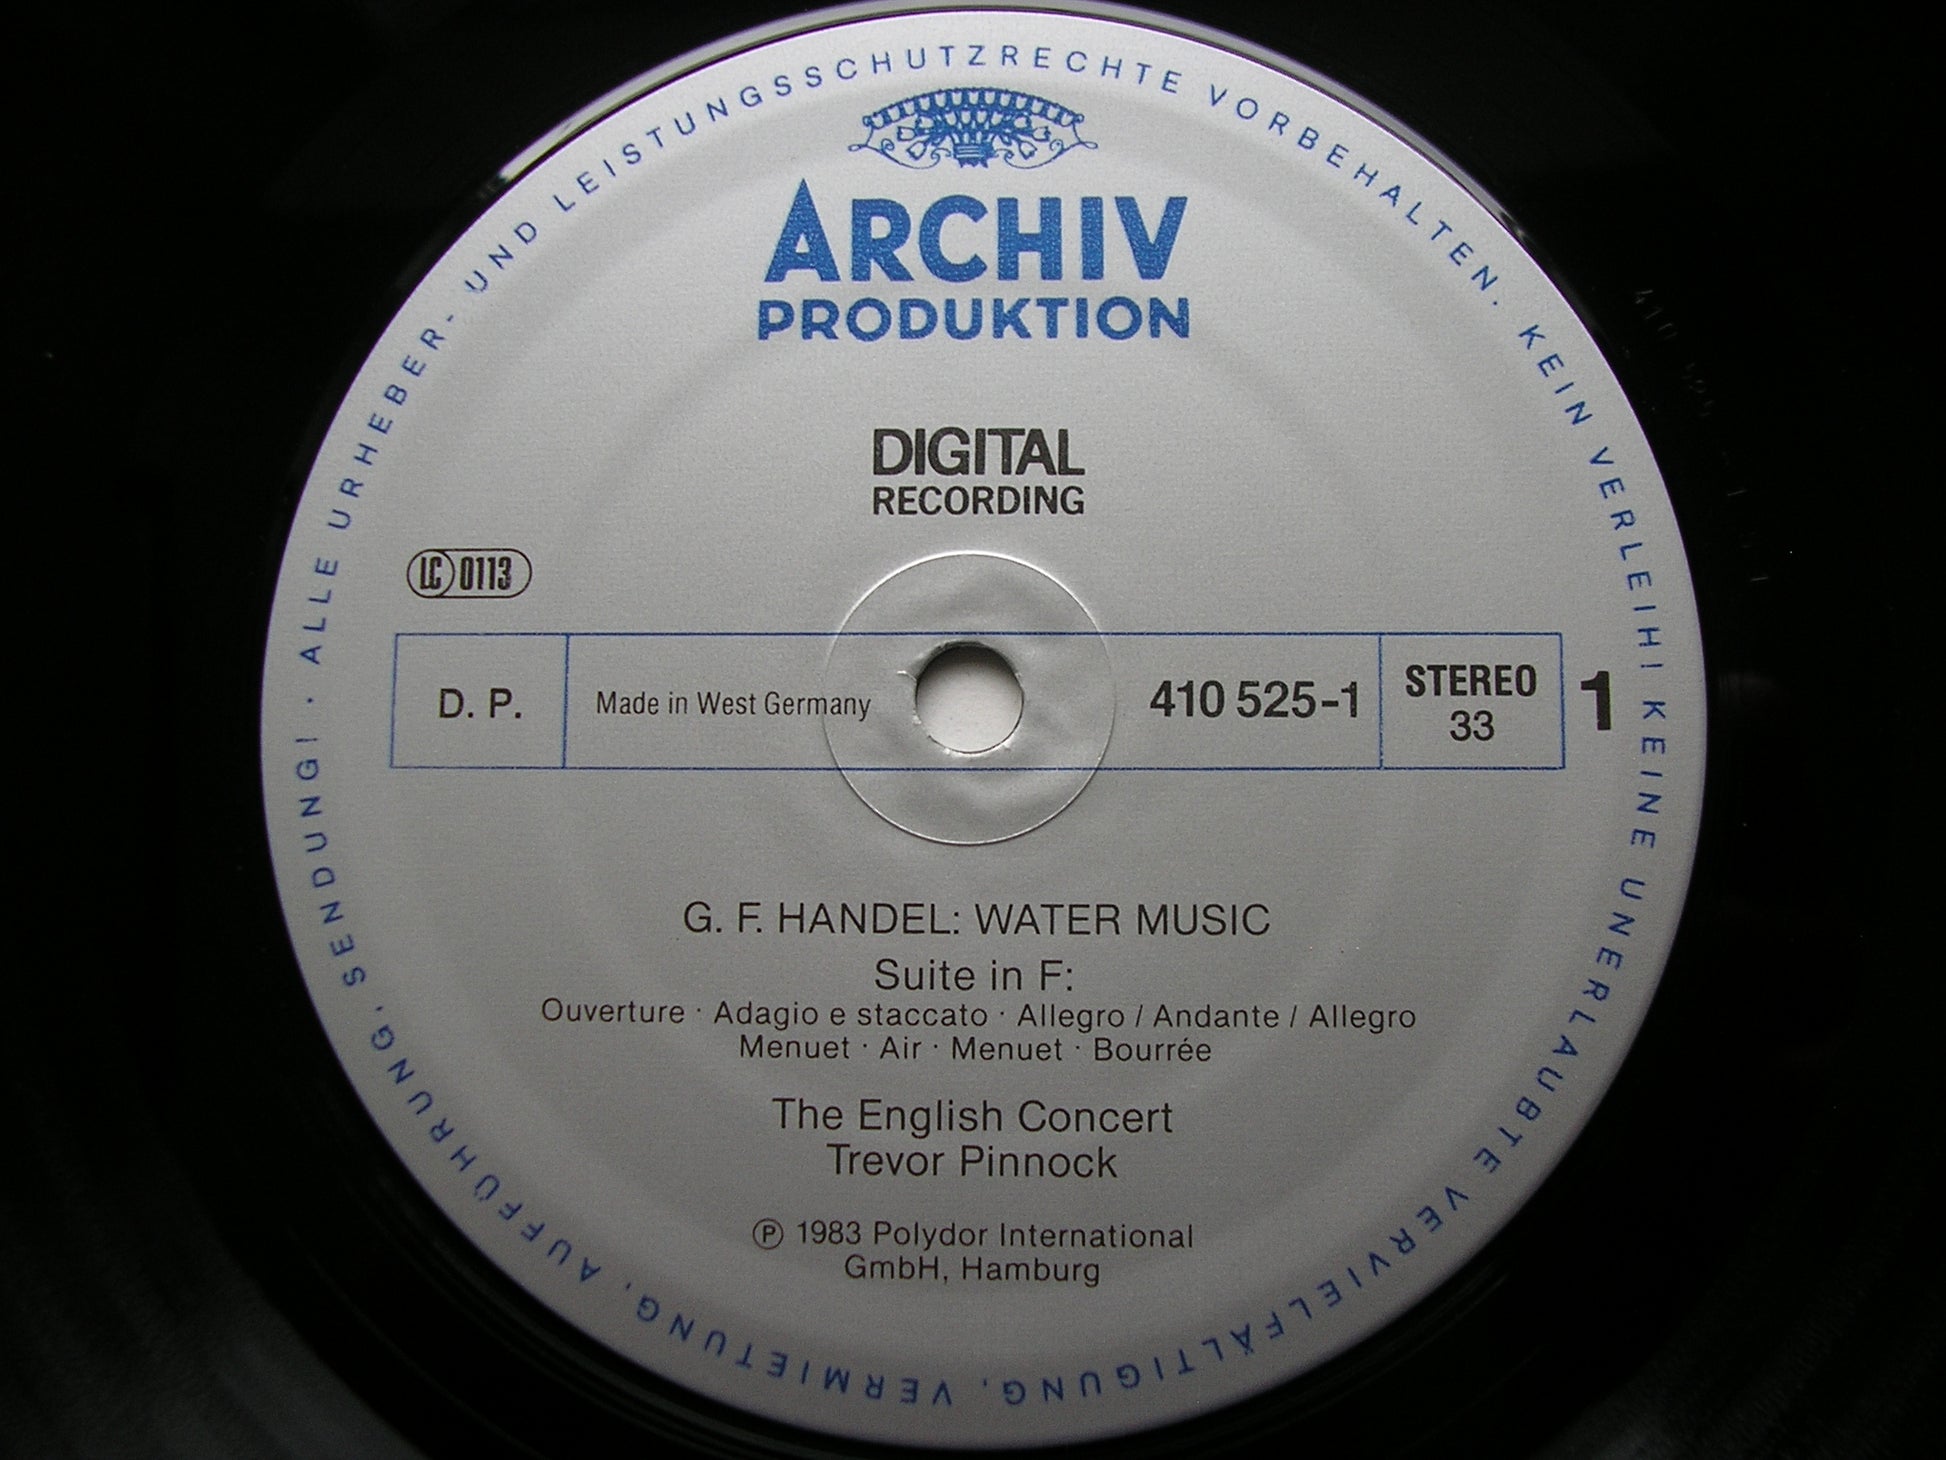 ALLE URHEBER- UND LEISTUNGSSCHUTZRECHTE VORBEHALTEN. KEIN VERLEIH! KEINE UNERLAUBTE VERVIELFÄLTIGUNG, VERMIETUNG, AUFFÜHRUNG, SENDUNG! ·
ARCHIV
PRODUKTION
DIGITAL
RECORDING
LC 0113
D. P.
Made in West Germany
410 525-1
STEREO
33
1
G. F. HANDEL: WATER MUSIC
Suite in F:
Ouverture · Adagio e staccato · Allegro / Andante / Allegro
Menuet · Air · Menuet · Bourrée
The English Concert
Trevor Pinnock
℗ 1983 Polydor International
GmbH, Hamburg